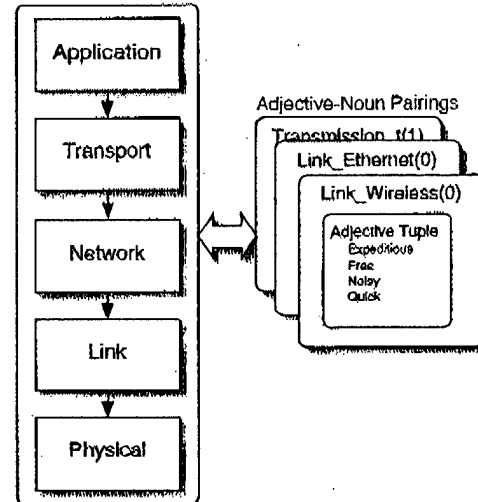 Application
Transport
Network
Link
Physical
Adjective-Noun Pairings
Transmission_t(1)
Link_Ethernet(0)
Link_Wireless(0)
Adjective Tuple
Expeditious
Free
Noisy
Quick